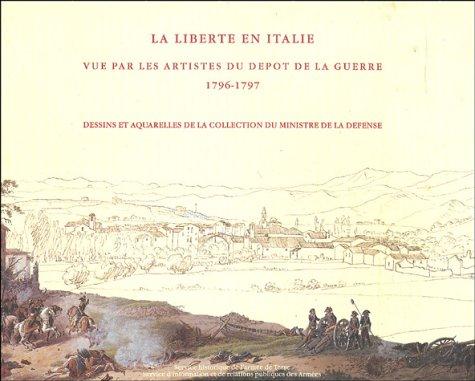 LA LIBERTE EN ITALIE
VUE PAR LES ARTISTES DU DEPOT DE LA GUERRE
1796-1797
DESSINS ET AQUARELLES DE LA COLLECTION DU MINISTRE DE LA DEFENSE
Service historique de l'armée de Terre
service d'information et de relations publiques des Armées